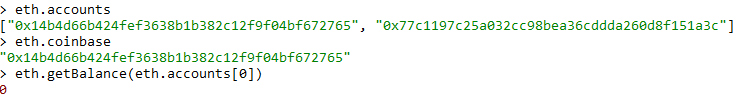 > eth.accounts
["0x14b4d66b424fef3638b1b382c12f9f04bf672765", "0x77c1197c25a032cc98bea36cddda260d8f151a3c"]
> eth.coinbase
"0x14b4d66b424fef3638b1b382c12f9f04bf672765"
> eth.getBalance(eth.accounts[0])
0